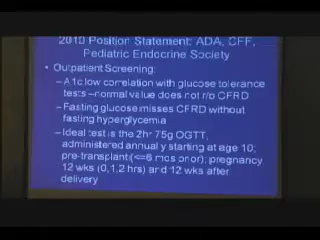 2010 Position Statement: ADA, CFF,
Pediatric Endocrine Society
• Outpatient Screening:
– A1c low correlation with glucose tolerance
tests –normal value does not r/o CFRD
– Fasting glucose misses CFRD without
fasting hyperglycemia
– Ideal test is the 2hr 75g OGTT,
administered annually starting at age 10;
pre-transplant (<=6 mos prior); pregnancy
12 wks (0,1,2 hrs) and 12 wks after
delivery